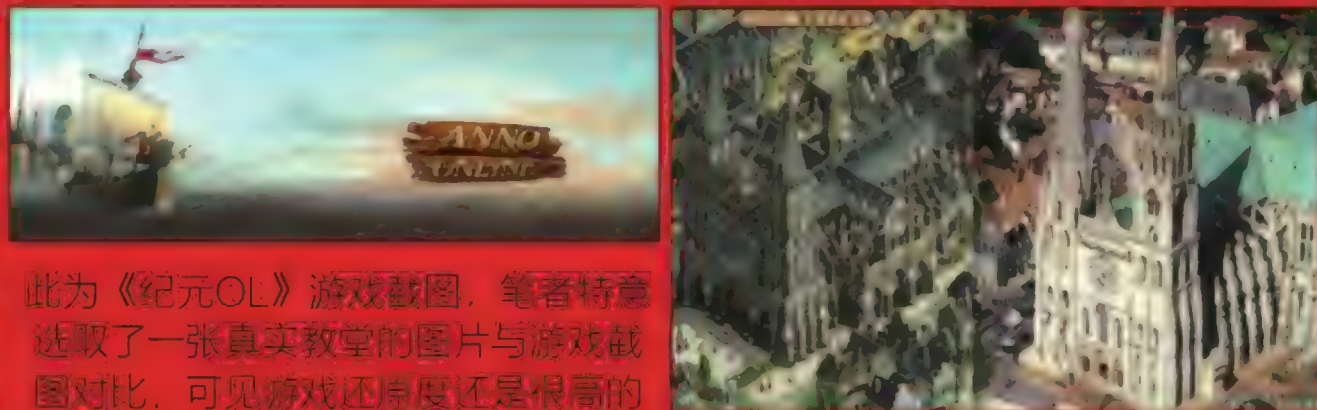 ANNO
ONLINE
此为《纪元OL》游戏截图，笔者特意
选取了一张真实教堂的图片与游戏截
图对比，可见游戏还原度还是很高的